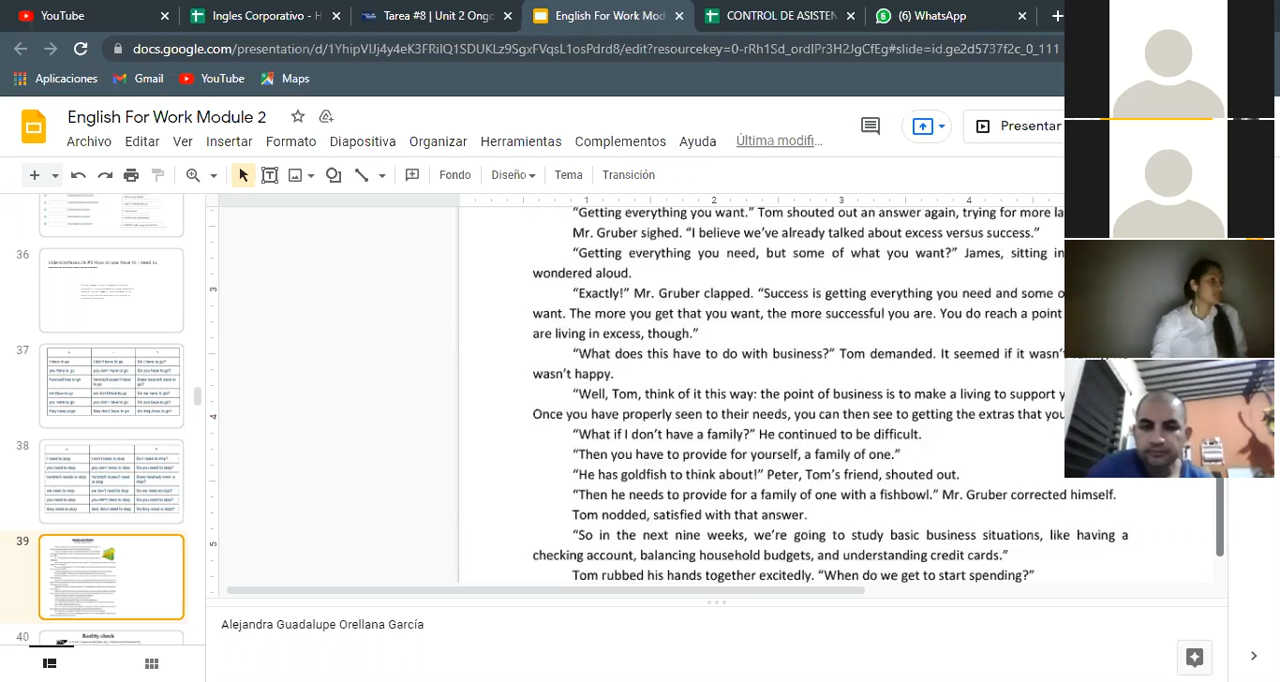 YouTube
Ingles Corporativo - H
Tarea #8 | Unit 2 Ongo
English For Work Mod
CONTROL DE ASISTEN
(6) WhatsApp
docs.google.com/presentation/d/
Aplicaciones
Gmail
YouTube
Maps
English For Work Module 2
Archivo Editar Ver Insertar Formato Diapositiva Organizar Herramientas Complementos Ayuda Última modifi...
Presentar
Fondo Diseño Tema Transición
1 2 3 4
“Getting everything you want.” Tom shouted out an answer again, trying for more la
Mr. Gruber sighed. “I believe we’ve already talked about excess versus success.”
“Getting everything you need, but some of what you want?” James, sitting in
wondered aloud.
“Exactly!” Mr. Gruber clapped. “Success is getting everything you need and some o
want. The more you get that you want, the more successful you are. You do reach a point
are living in excess, though.”
“What does this have to do with business?” Tom demanded. It seemed if it wasn’t
wasn’t happy.
“Well, Tom, think of it this way: the point of business is to make a living to support y
Once you have properly seen to their needs, you can then see to getting the extras that you
“What if I don’t have a family?” He continued to be difficult.
“Then you have to provide for yourself, a family of one.”
“He has goldfish to think about!” Peter, Tom’s friend, shouted out.
“Then he needs to provide for a family of one with a fishbowl.” Mr. Gruber corrected himself.
Tom nodded, satisfied with that answer.
“So in the next nine weeks, we’re going to study basic business situations, like having a
checking account, balancing household budgets, and understanding credit cards.”
Tom rubbed his hands together excitedly. “When do we get to start spending?”
3
4
5
36
37
38
39
40
Reality check
Alejandra Guadalupe Orellana García